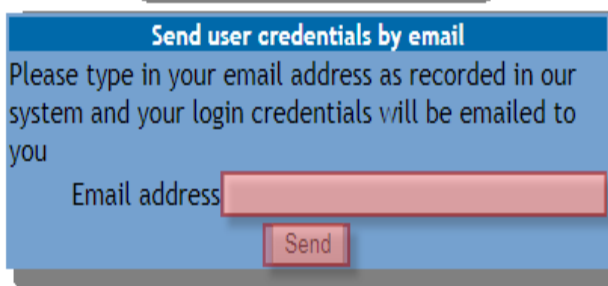 Send user credentials by email
Please type in your email address as recorded in our
system and your login credentials will be emailed to
you
Email address
Send